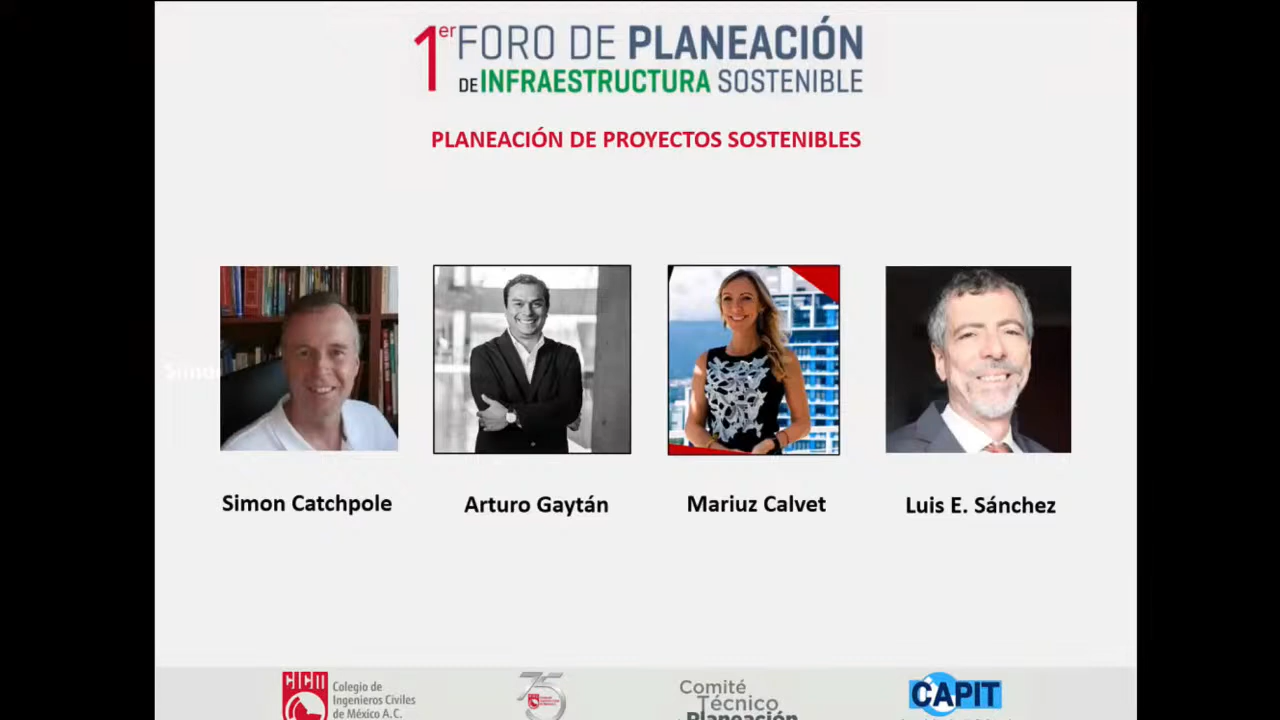 1er FORO DE PLANEACIÓN
DE INFRAESTRUCTURA SOSTENIBLE
PLANEACIÓN DE PROYECTOS SOSTENIBLES
Simon Catchpole
Arturo Gaytán
Mariuz Calvet
Luis E. Sánchez
CICM
Colegio de
Ingenieros Civiles
de México A.C.
75
Comité
Técnico
Planeación
CAPIT